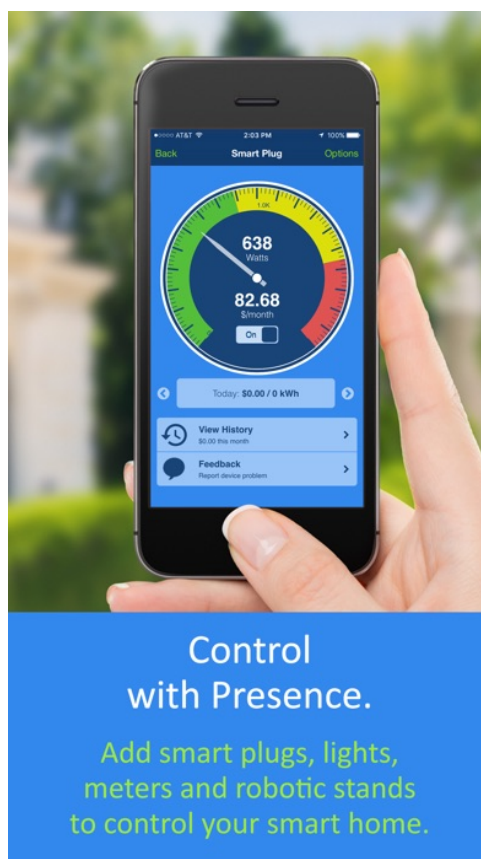 AT&T
2:03 PM
100%
Back
Smart Plug
Options
1.0K
638
Watts
82.68
$/month
On
Today: $0.00 / 0 kWh
View History
$0.00 this month
Feedback
Report device problem
Control
with Presence.
Add smart plugs, lights,
meters and robotic stands
to control your smart home.